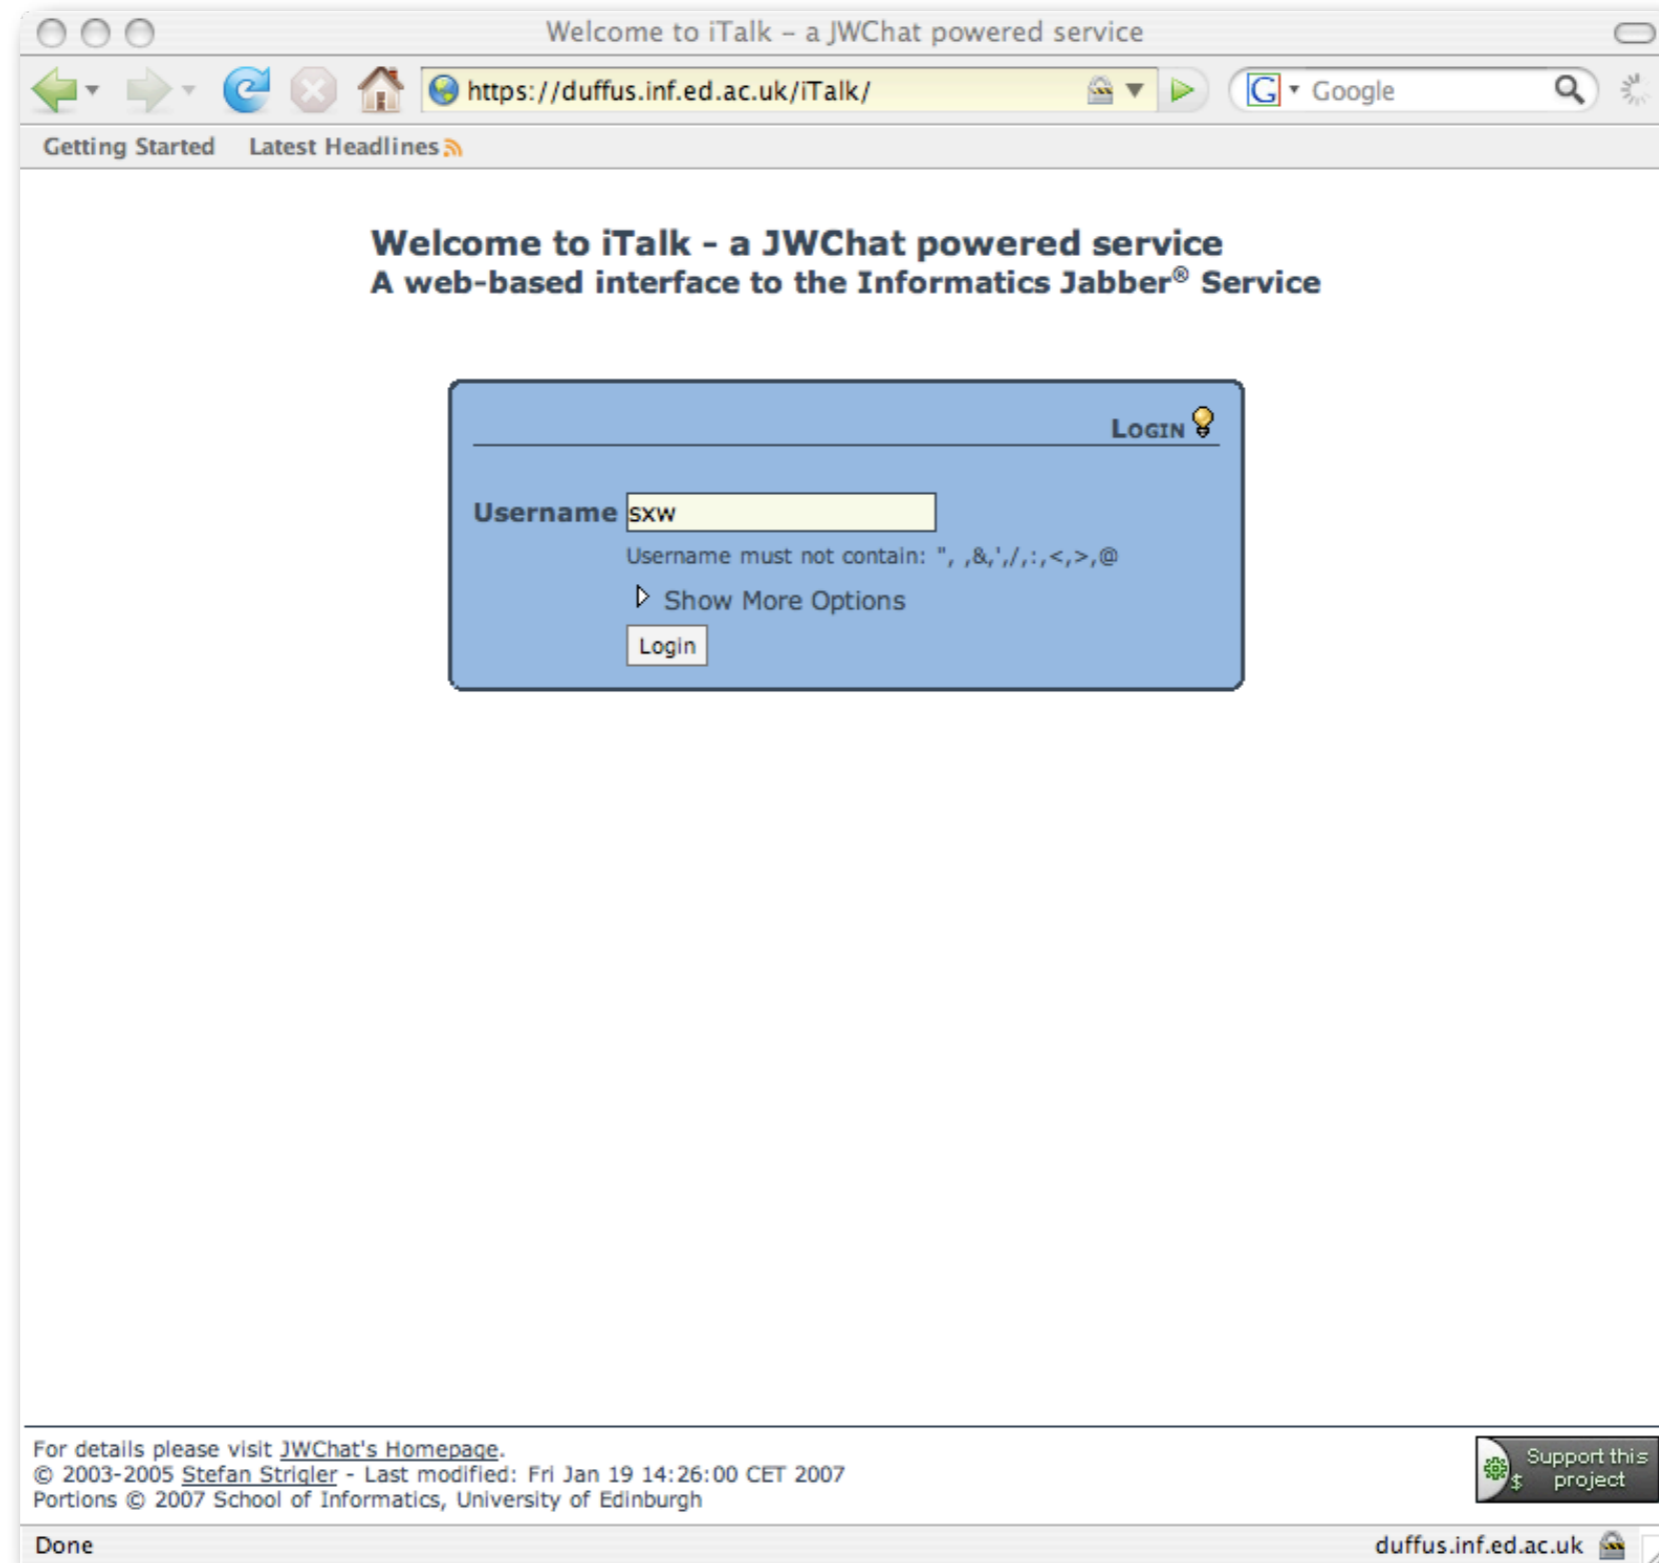 Welcome to iTalk – a JWChat powered service
https://duffus.inf.ed.ac.uk/iTalk/
G Google
Getting Started Latest Headlines
Welcome to iTalk - a JWChat powered service
A web-based interface to the Informatics Jabber® Service
LOGIN
Username sxw
Username must not contain: ", ,&,',/,:,<,>,@
Show More Options
Login
For details please visit JWChat's Homepage.
© 2003-2005 Stefan Strigler - Last modified: Fri Jan 19 14:26:00 CET 2007
Portions © 2007 School of Informatics, University of Edinburgh
Support this
$ project
Done duffus.inf.ed.ac.uk